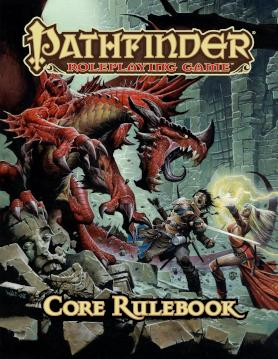 PATHFINDER
ROLEPLAYING GAME
CORE RULEBOOK